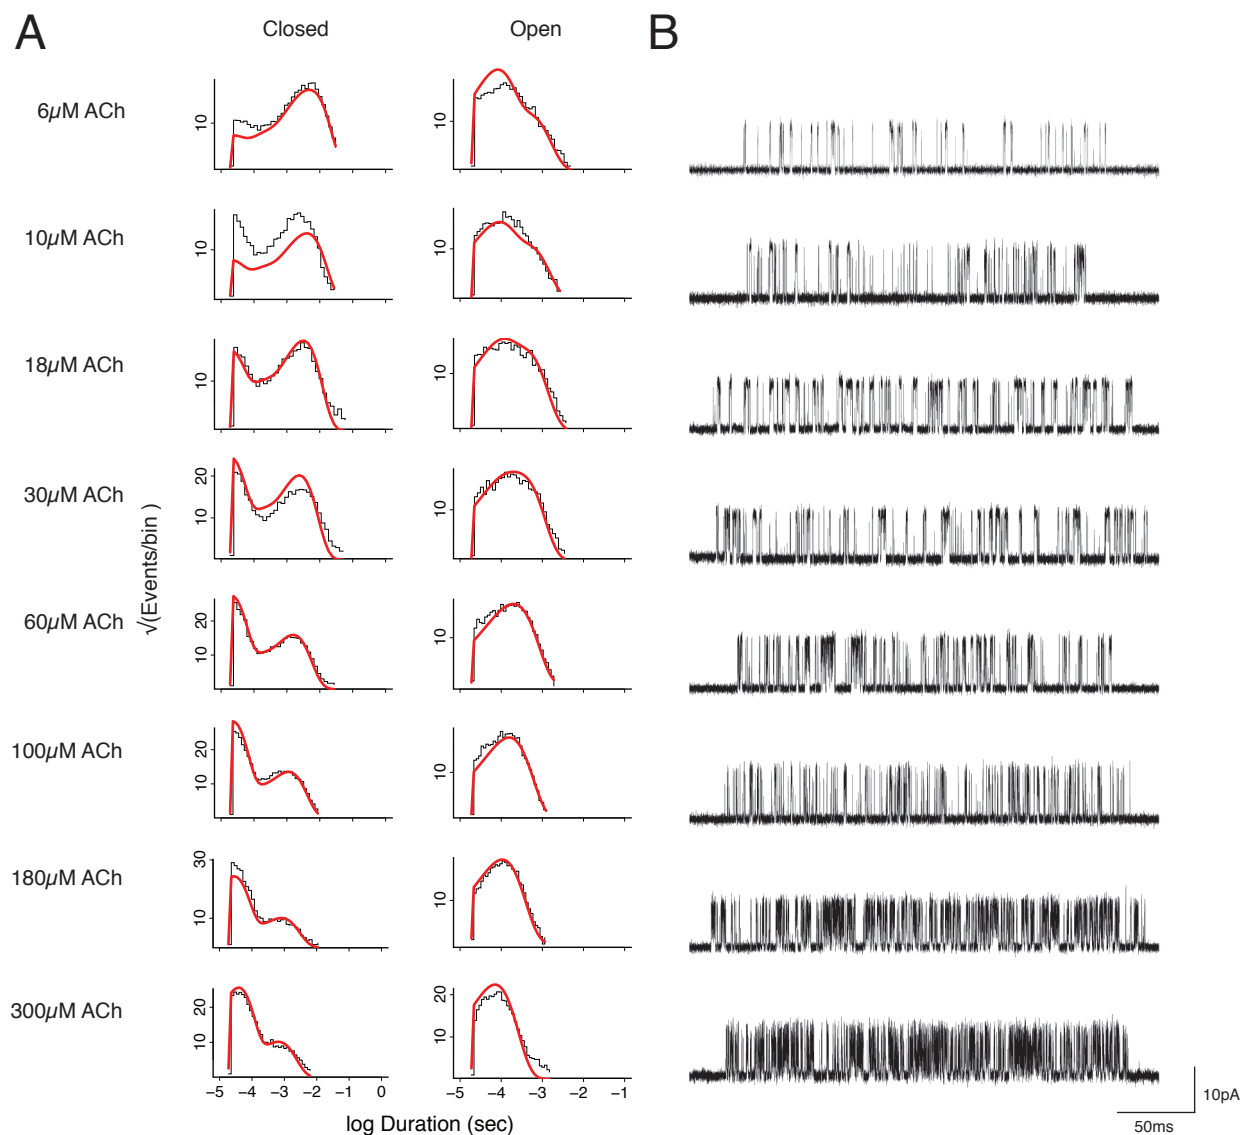 A
Closed
Open
B
6µM ACh
10
10
10µM ACh
10
10
18µM ACh
10
10
30µM ACh
20
10
10
√(Events/bin )
60µM ACh
20
10
10
100µM ACh
20
10
10
180µM ACh
30
10
10
300µM ACh
20
10
20
10
−5 −4 −3 −2 −1 0
−5 −4 −3 −2 −1
log Duration (sec)
10pA
50ms